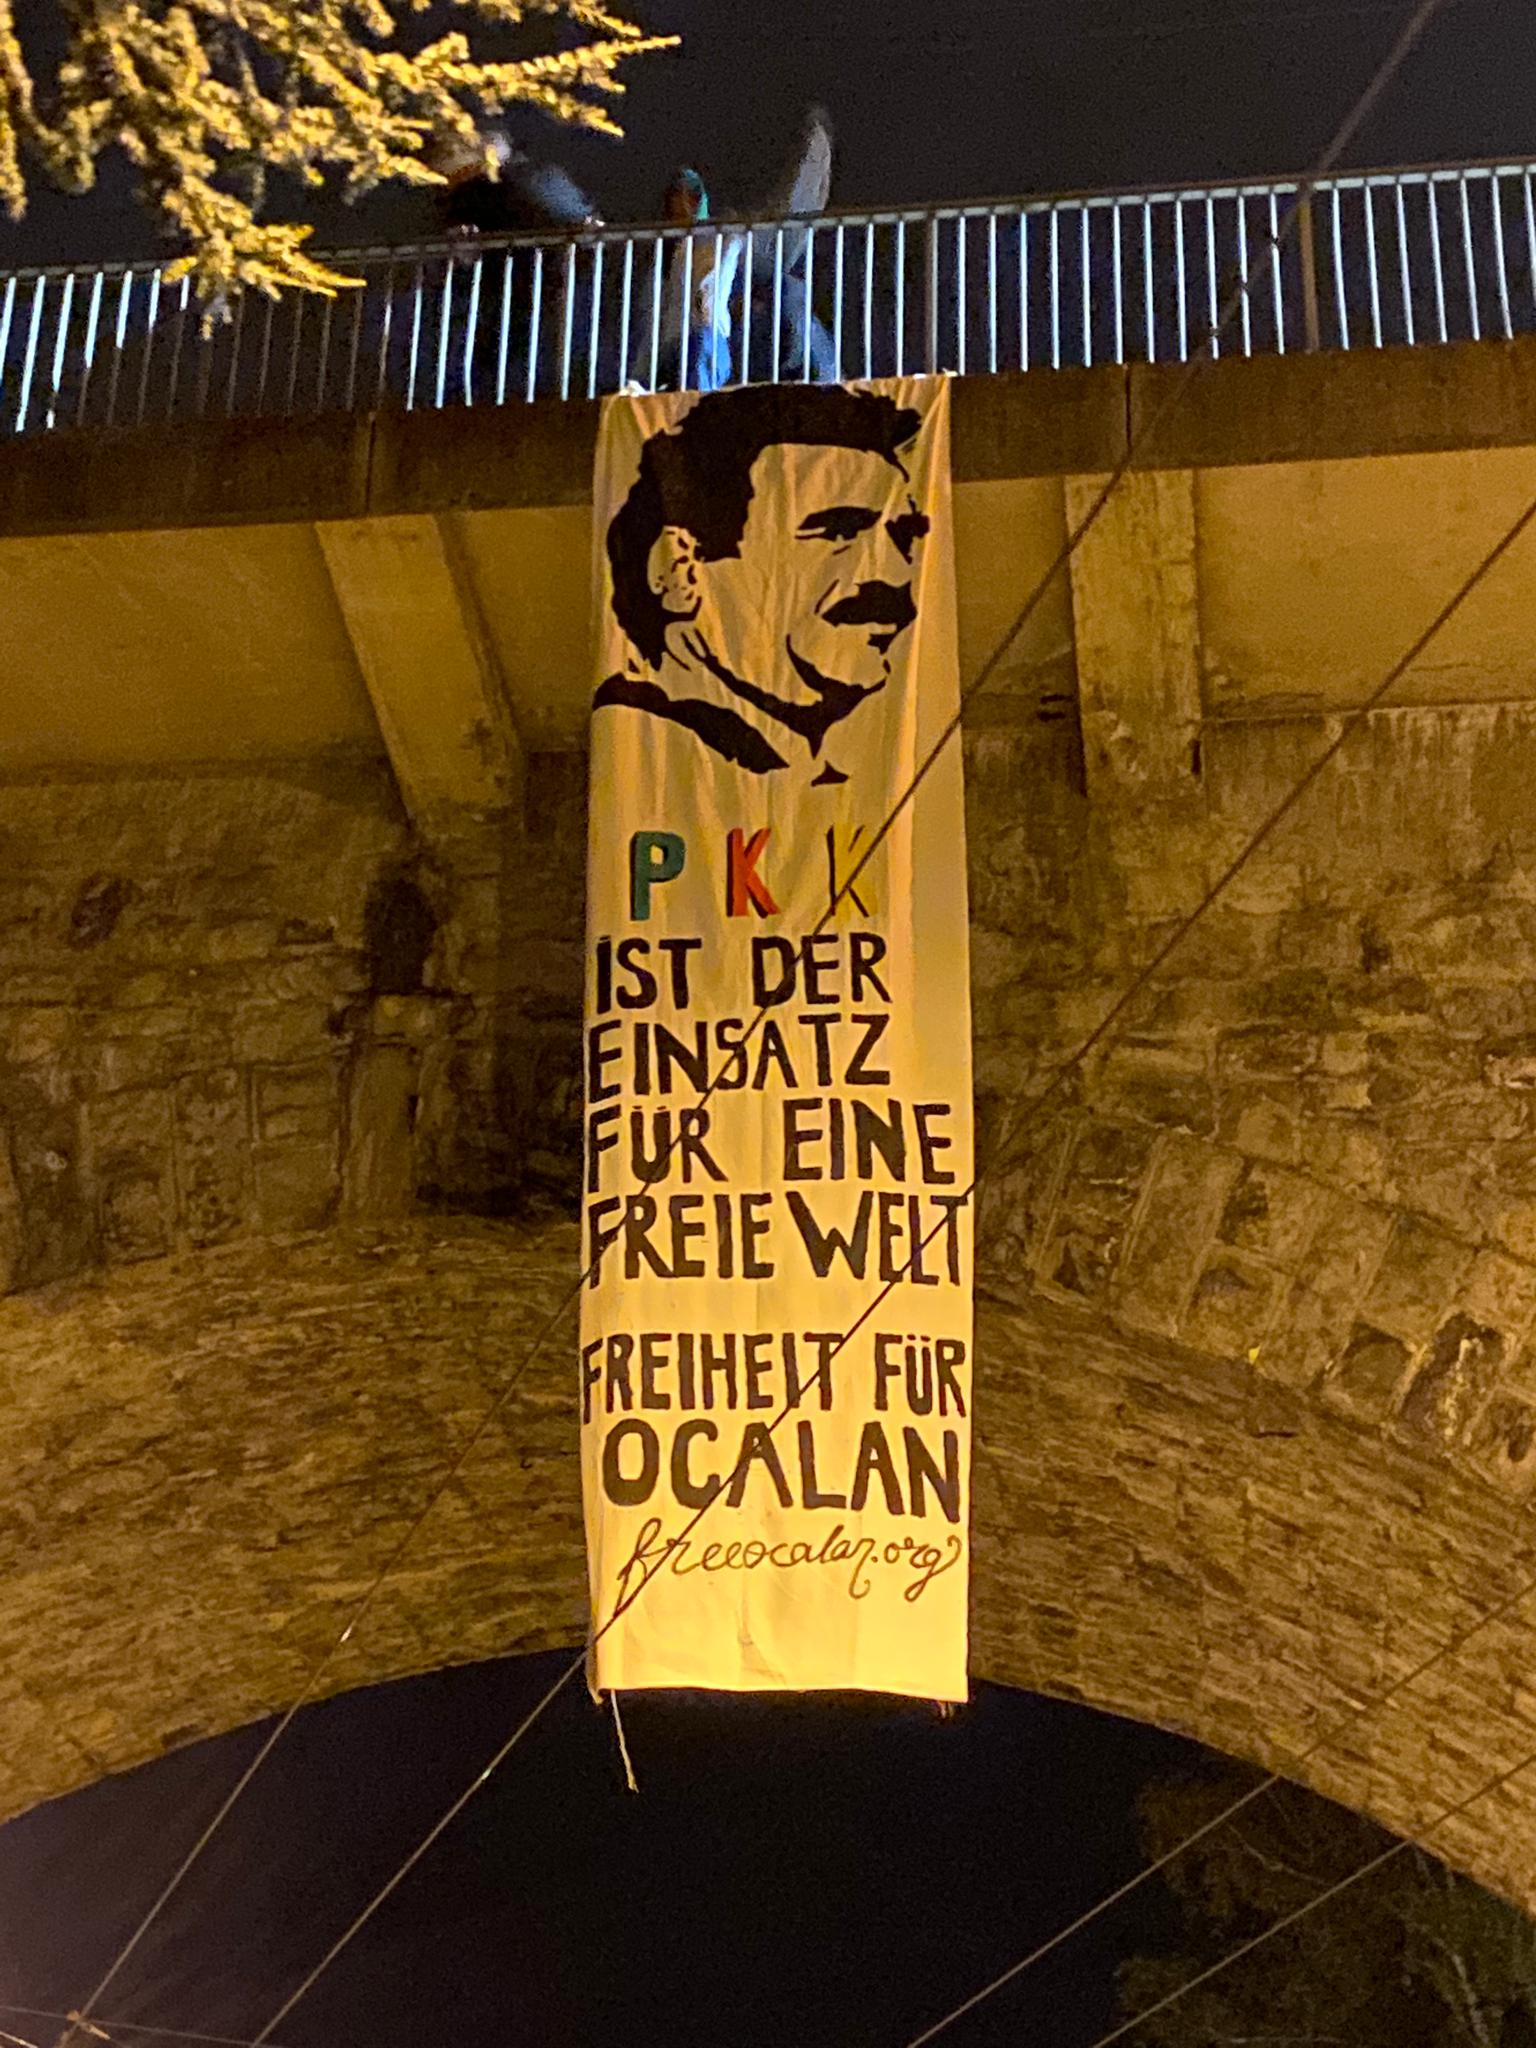 PKK
IST DER
EINSATZ
FÜR EINE
FREIE WELT
FREIHEIT FÜR
OCALAN
freeocalan.org